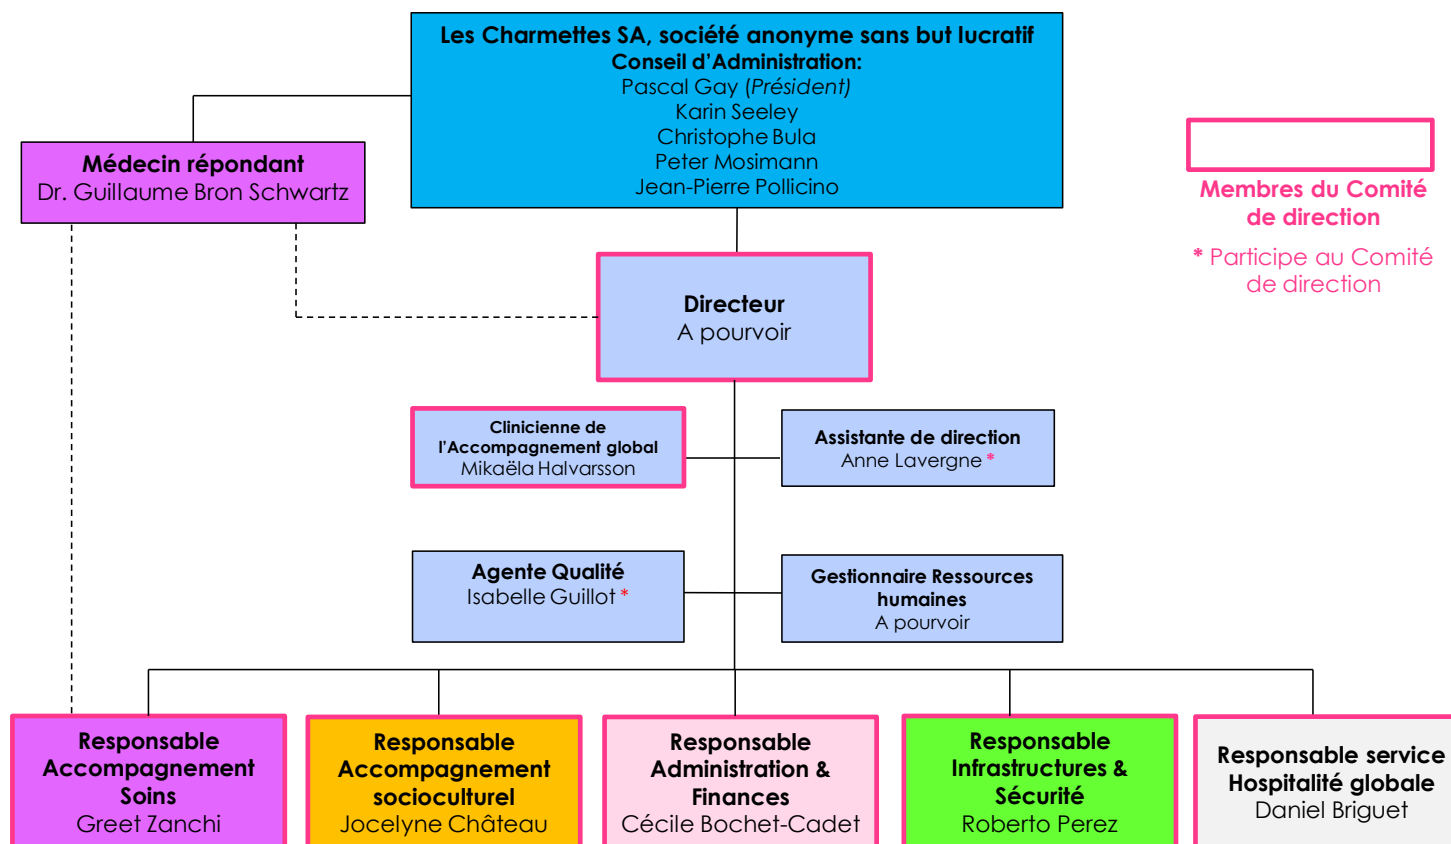 Les Charmettes SA, société anonyme sans but lucratif
Conseil d'Administration:
Pascal Gay (Président)
Karin Seeley
Christophe Bula
Peter Mosimann
Jean-Pierre Pollicino
Médecin répondant
Dr. Guillaume Bron Schwartz
Membres du Comité
de direction
* Participe au Comité
de direction
Directeur
A pourvoir
Clinicienne de
l'Accompagnement global
Mikaëla Halvarsson
Assistante de direction
Anne Lavergne *
Agente Qualité
Isabelle Guillot *
Gestionnaire Ressources
humaines
A pourvoir
Responsable
Accompagnement
Soins
Greet Zanchi
Responsable
Accompagnement
socioculturel
Jocelyne Château
Responsable
Administration &
Finances
Cécile Bochet-Cadet
Responsable
Infrastructures &
Sécurité
Roberto Perez
Responsable service
Hospitalité globale
Daniel Briguet